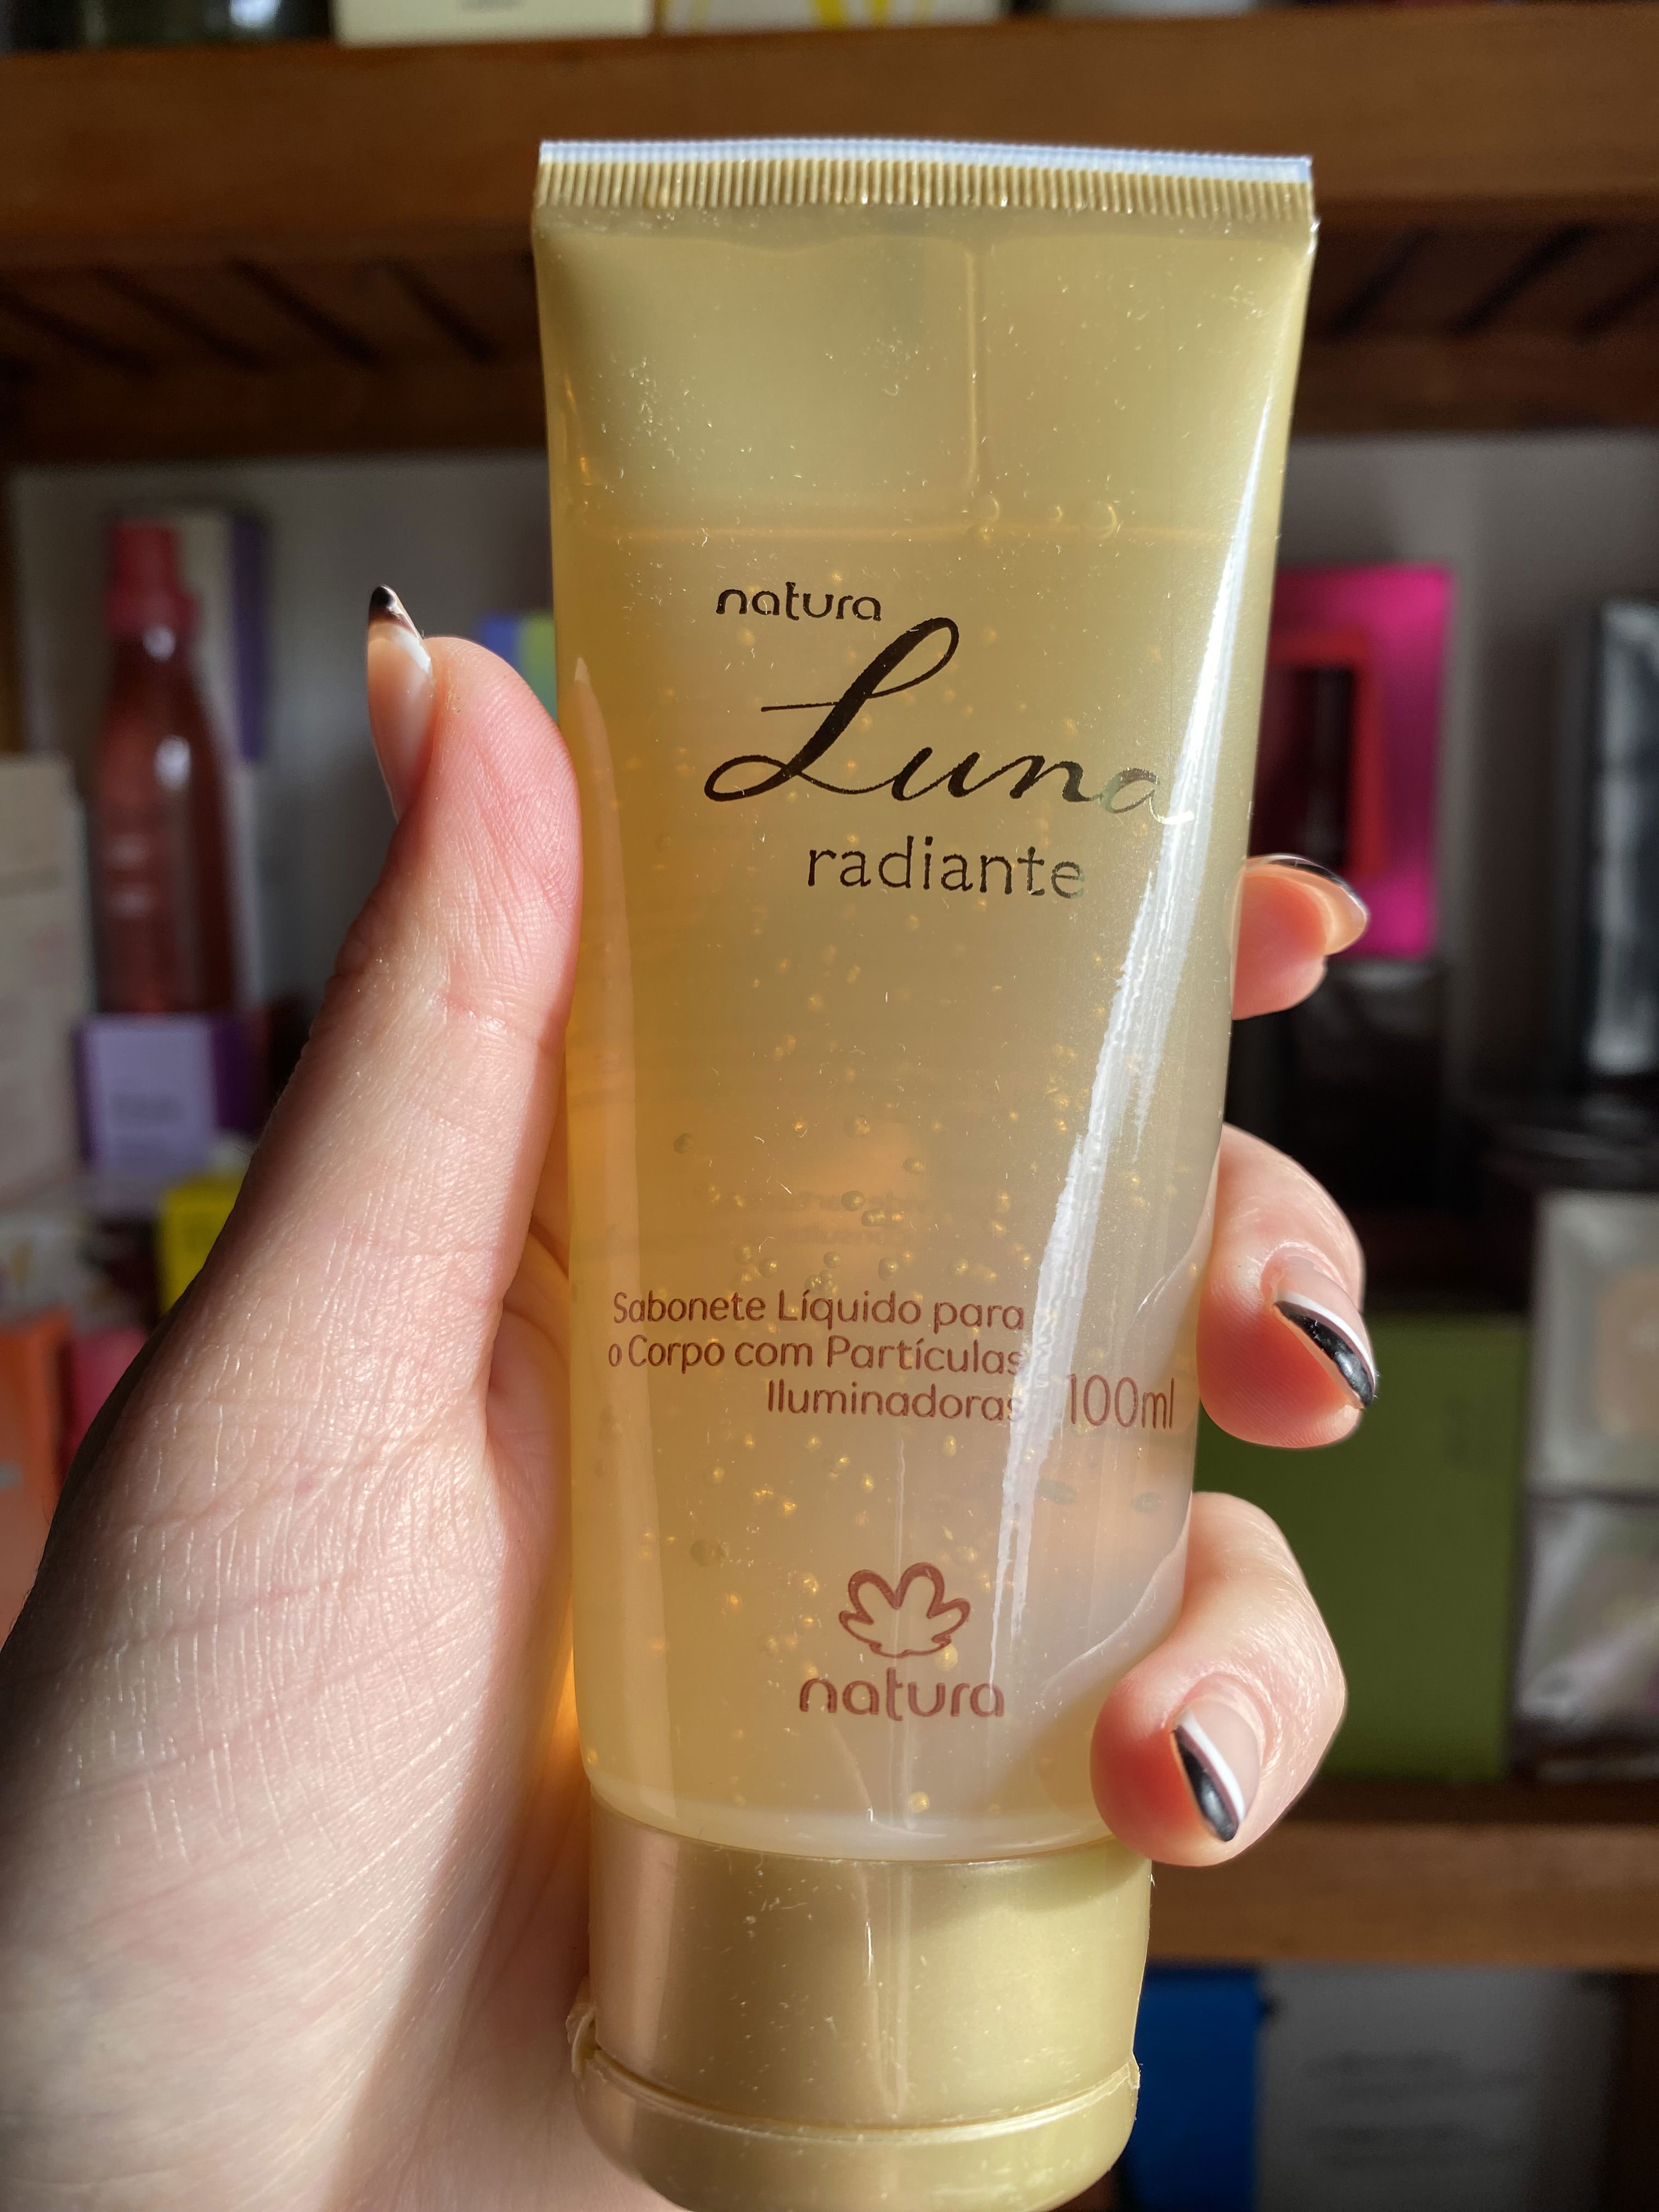 natura
Luna
radiante
Sabonete Líquido para
o Corpo com Partículas
Iluminadoras 100ml
natura